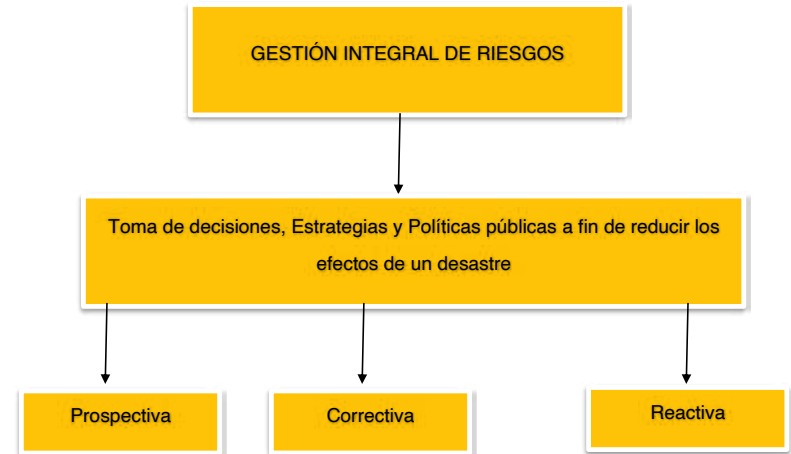 GESTIÓN INTEGRAL DE RIESGOS
Toma de decisiones, Estrategias y Políticas públicas a fin de reducir los
efectos de un desastre
Prospectiva
Correctiva
Reactiva